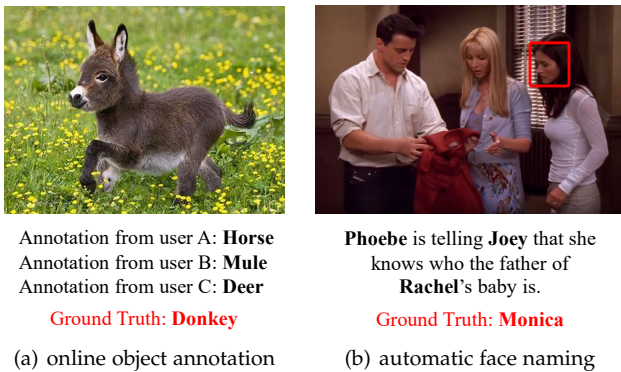 Annotation from user A: Horse
Annotation from user B: Mule
Annotation from user C: Deer
Ground Truth: Donkey
(a) online object annotation
Phoebe is telling Joey that she
knows who the father of
Rachel's baby is.
Ground Truth: Monica
(b) automatic face naming